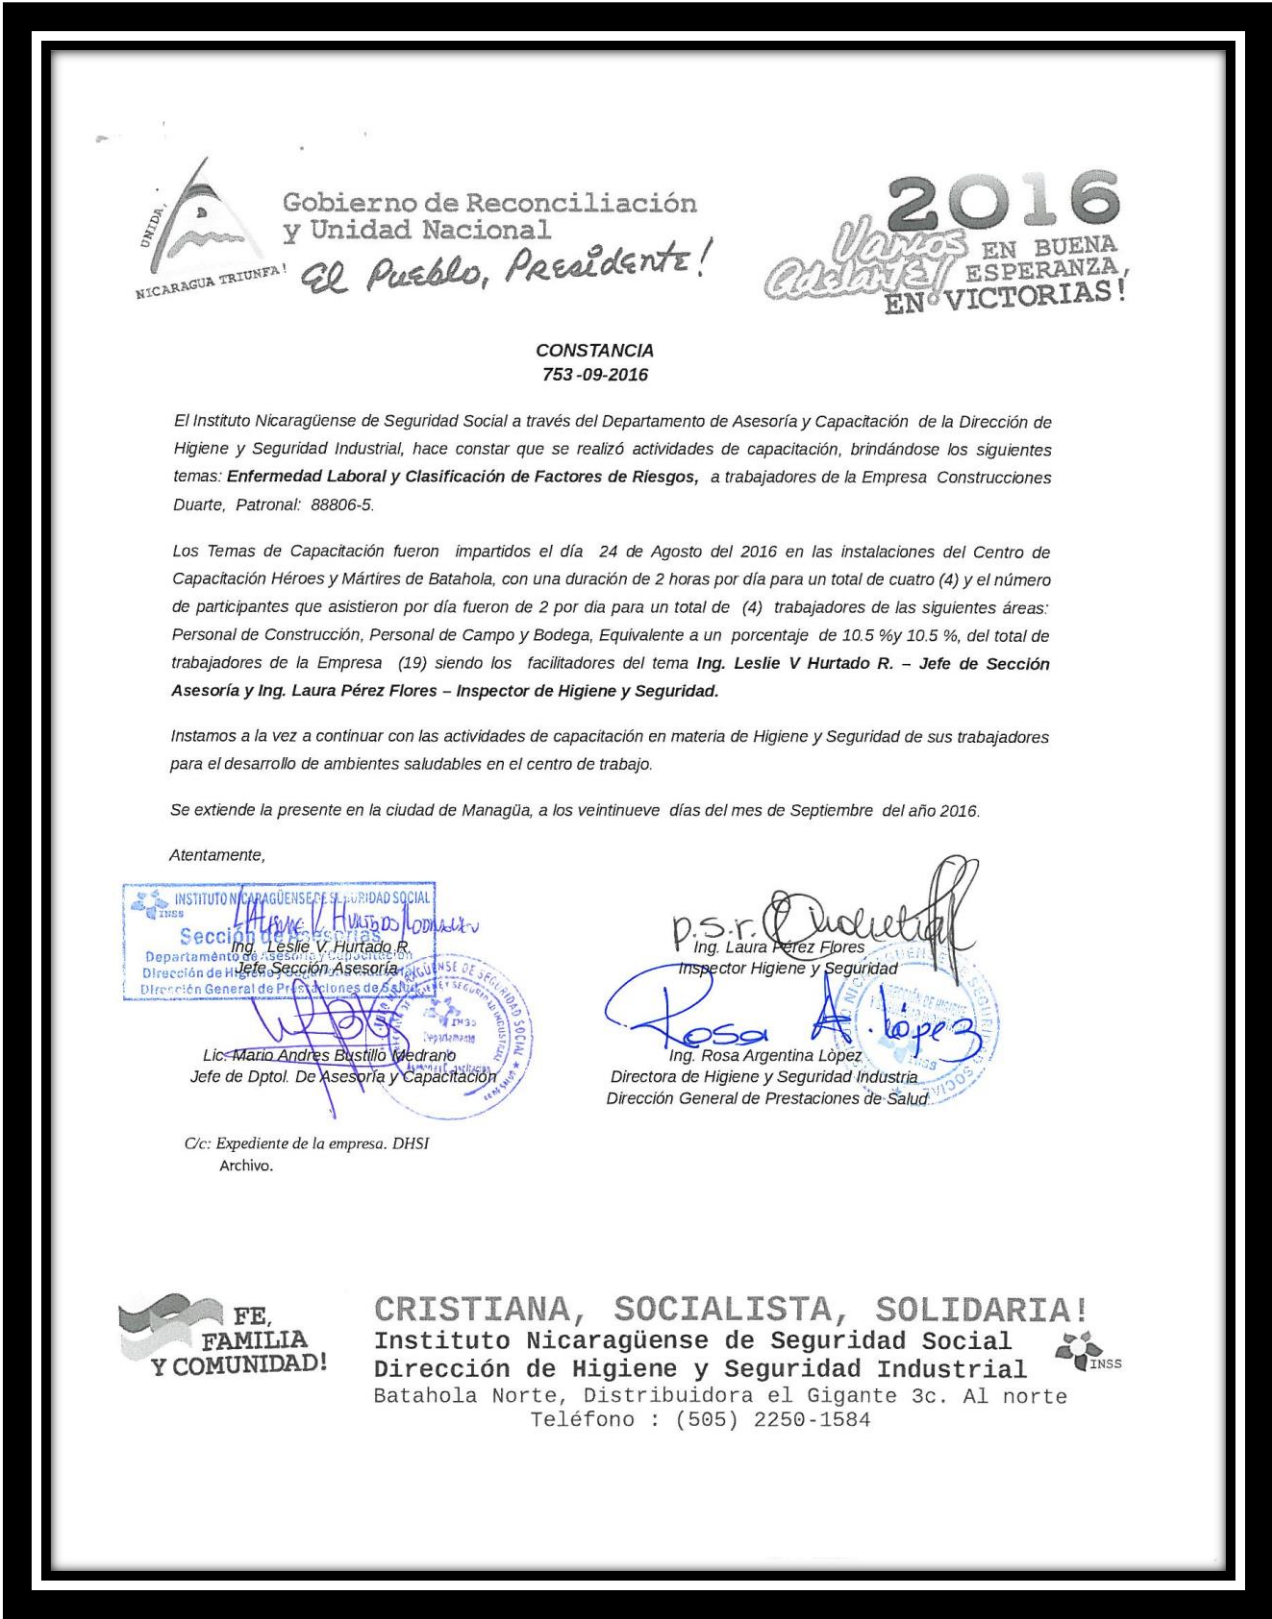 UNIDA,
NICARAGUA TRIUNFA!
Gobierno de Reconciliación
y Unidad Nacional
El Pueblo, Presidente!
2016
Vamos
Adelante!
EN BUENA
ESPERANZA,
EN VICTORIAS!
CONSTANCIA
753 -09-2016
El Instituto Nicaragüense de Seguridad Social a través del Departamento de Asesoría y Capacitación de la Dirección de
Higiene y Seguridad Industrial, hace constar que se realizó actividades de capacitación, brindándose los siguientes
temas: Enfermedad Laboral y Clasificación de Factores de Riesgos, a trabajadores de la Empresa Construcciones
Duarte, Patronal: 88806-5.
Los Temas de Capacitación fueron impartidos el día 24 de Agosto del 2016 en las instalaciones del Centro de
Capacitación Héroes y Mártires de Batahola, con una duración de 2 horas por día para un total de cuatro (4) y el número
de participantes que asistieron por día fueron de 2 por dia para un total de (4) trabajadores de las siguientes áreas:
Personal de Construcción, Personal de Campo y Bodega, Equivalente a un porcentaje de 10.5 %y 10.5 %, del total de
trabajadores de la Empresa (19) siendo los facilitadores del tema Ing. Leslie V Hurtado R. – Jefe de Sección
Asesoría y Ing. Laura Pérez Flores – Inspector de Higiene y Seguridad.
Instamos a la vez a continuar con las actividades de capacitación en materia de Higiene y Seguridad de sus trabajadores
para el desarrollo de ambientes saludables en el centro de trabajo.
Se extiende la presente en la ciudad de Managüa, a los veintinueve días del mes de Septiembre del año 2016.
Atentamente,
INSTITUTO NICARAGÜENSE DE SEGURIDAD SOCIAL
INSS
Sección de Asesorías
Departamento de Asesoría y Capacitación
Dirección de Higiene y Seguridad Industrial
Dirección General de Prestaciones de Salud
Ing. Leslie V. Hurtado R.
Jefe Sección Asesoría
p.s.r.
Ing. Laura Pérez Flores
Inspector Higiene y Seguridad
Lic. Mario Andres Bustillo Medrano
Jefe de Dptol. De Asesoría y Capacitación
Rosa A. López
Ing. Rosa Argentina Lòpez
Directora de Higiene y Seguridad Industria
Dirección General de Prestaciones de Salud
C/c: Expediente de la empresa. DHSI
Archivo.
FE,
FAMILIA
Y COMUNIDAD!
CRISTIANA, SOCIALISTA, SOLIDARIA!
Instituto Nicaragüense de Seguridad Social
Dirección de Higiene y Seguridad Industrial
INSS
Batahola Norte, Distribuidora el Gigante 3c. Al norte
Teléfono : (505) 2250-1584